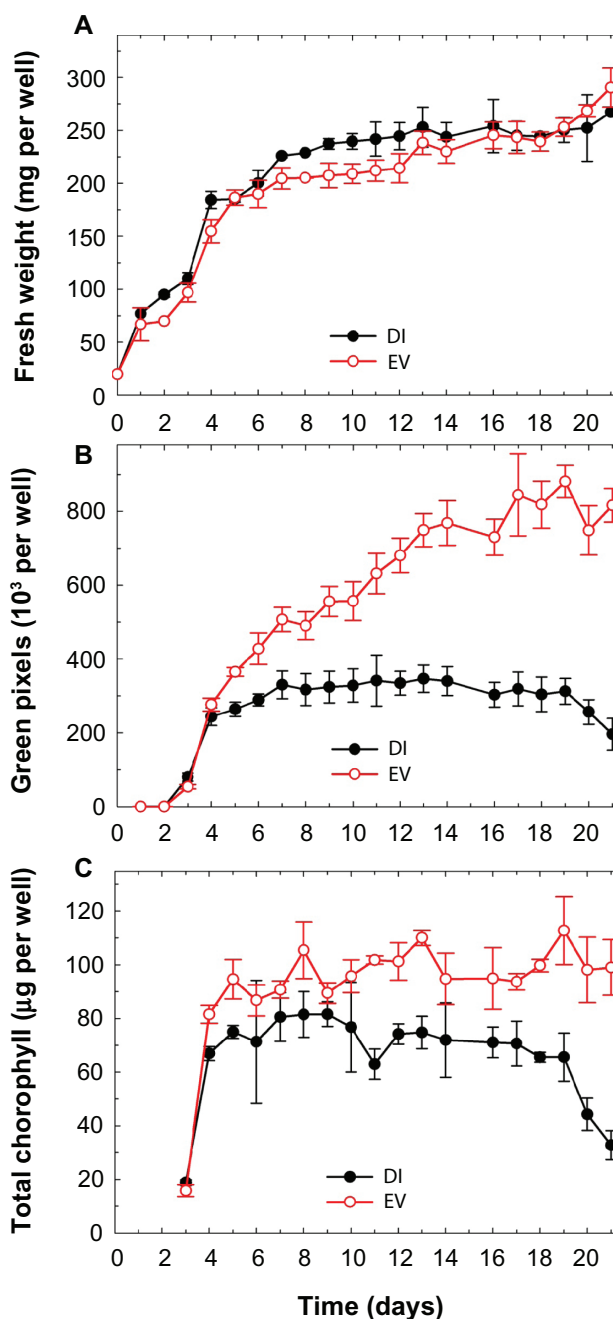 A
Fresh weight (mg per well)
300
250
200
150
100
50
0
DI
EV
0 2 4 6 8 10 12 14 16 18 20
B
Green pixels (10³ per well)
800
600
400
200
0
DI
EV
0 2 4 6 8 10 12 14 16 18 20
C
Total chorophyll (µg per well)
120
100
80
60
40
20
0
DI
EV
0 2 4 6 8 10 12 14 16 18 20
Time (days)